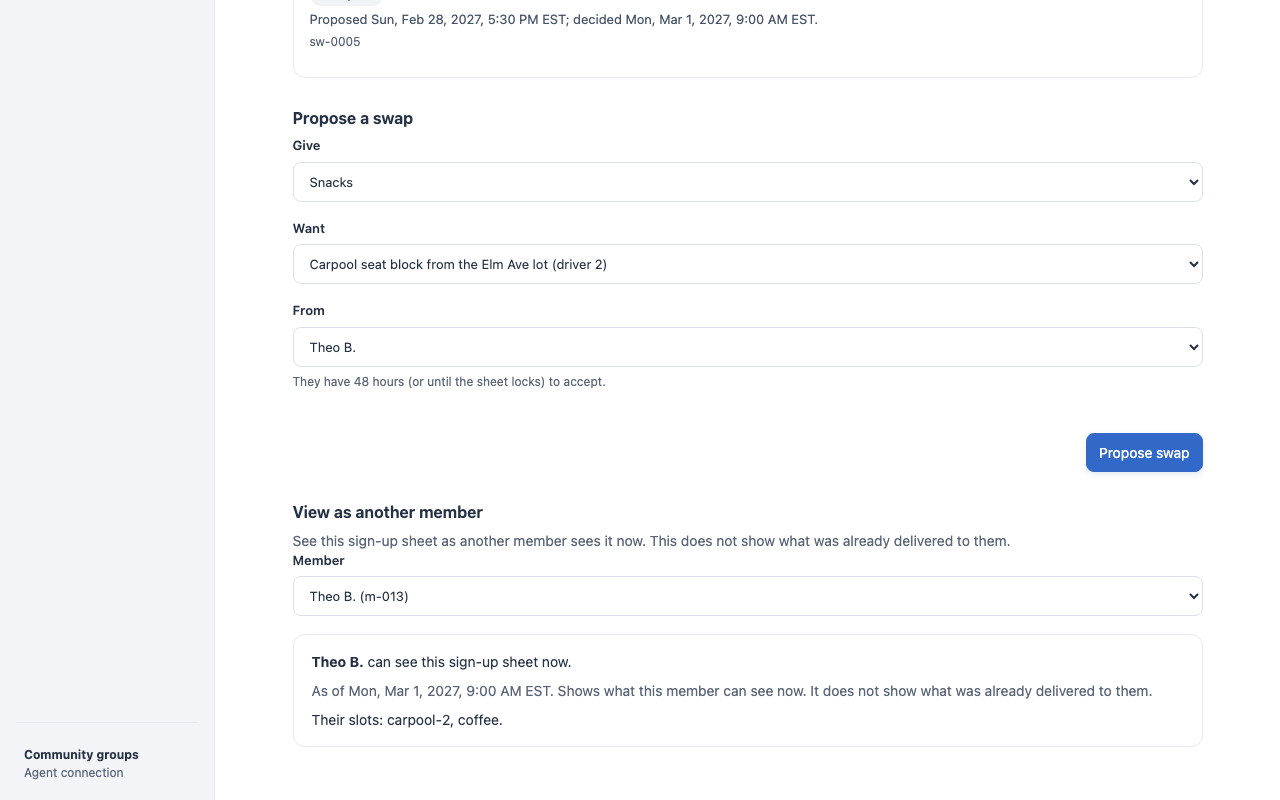 Proposed Sun, Feb 28, 2027, 5:30 PM EST; decided Mon, Mar 1, 2027, 9:00 AM EST.
sw-0005
Propose a swap
Give
Snacks
Want
Carpool seat block from the Elm Ave lot (driver 2)
From
Theo B.
They have 48 hours (or until the sheet locks) to accept.
Propose swap
View as another member
See this sign-up sheet as another member sees it now. This does not show what was already delivered to them.
Member
Theo B. (m-013)
Theo B. can see this sign-up sheet now.
As of Mon, Mar 1, 2027, 9:00 AM EST. Shows what this member can see now. It does not show what was already delivered to them.
Their slots: carpool-2, coffee.
Community groups
Agent connection